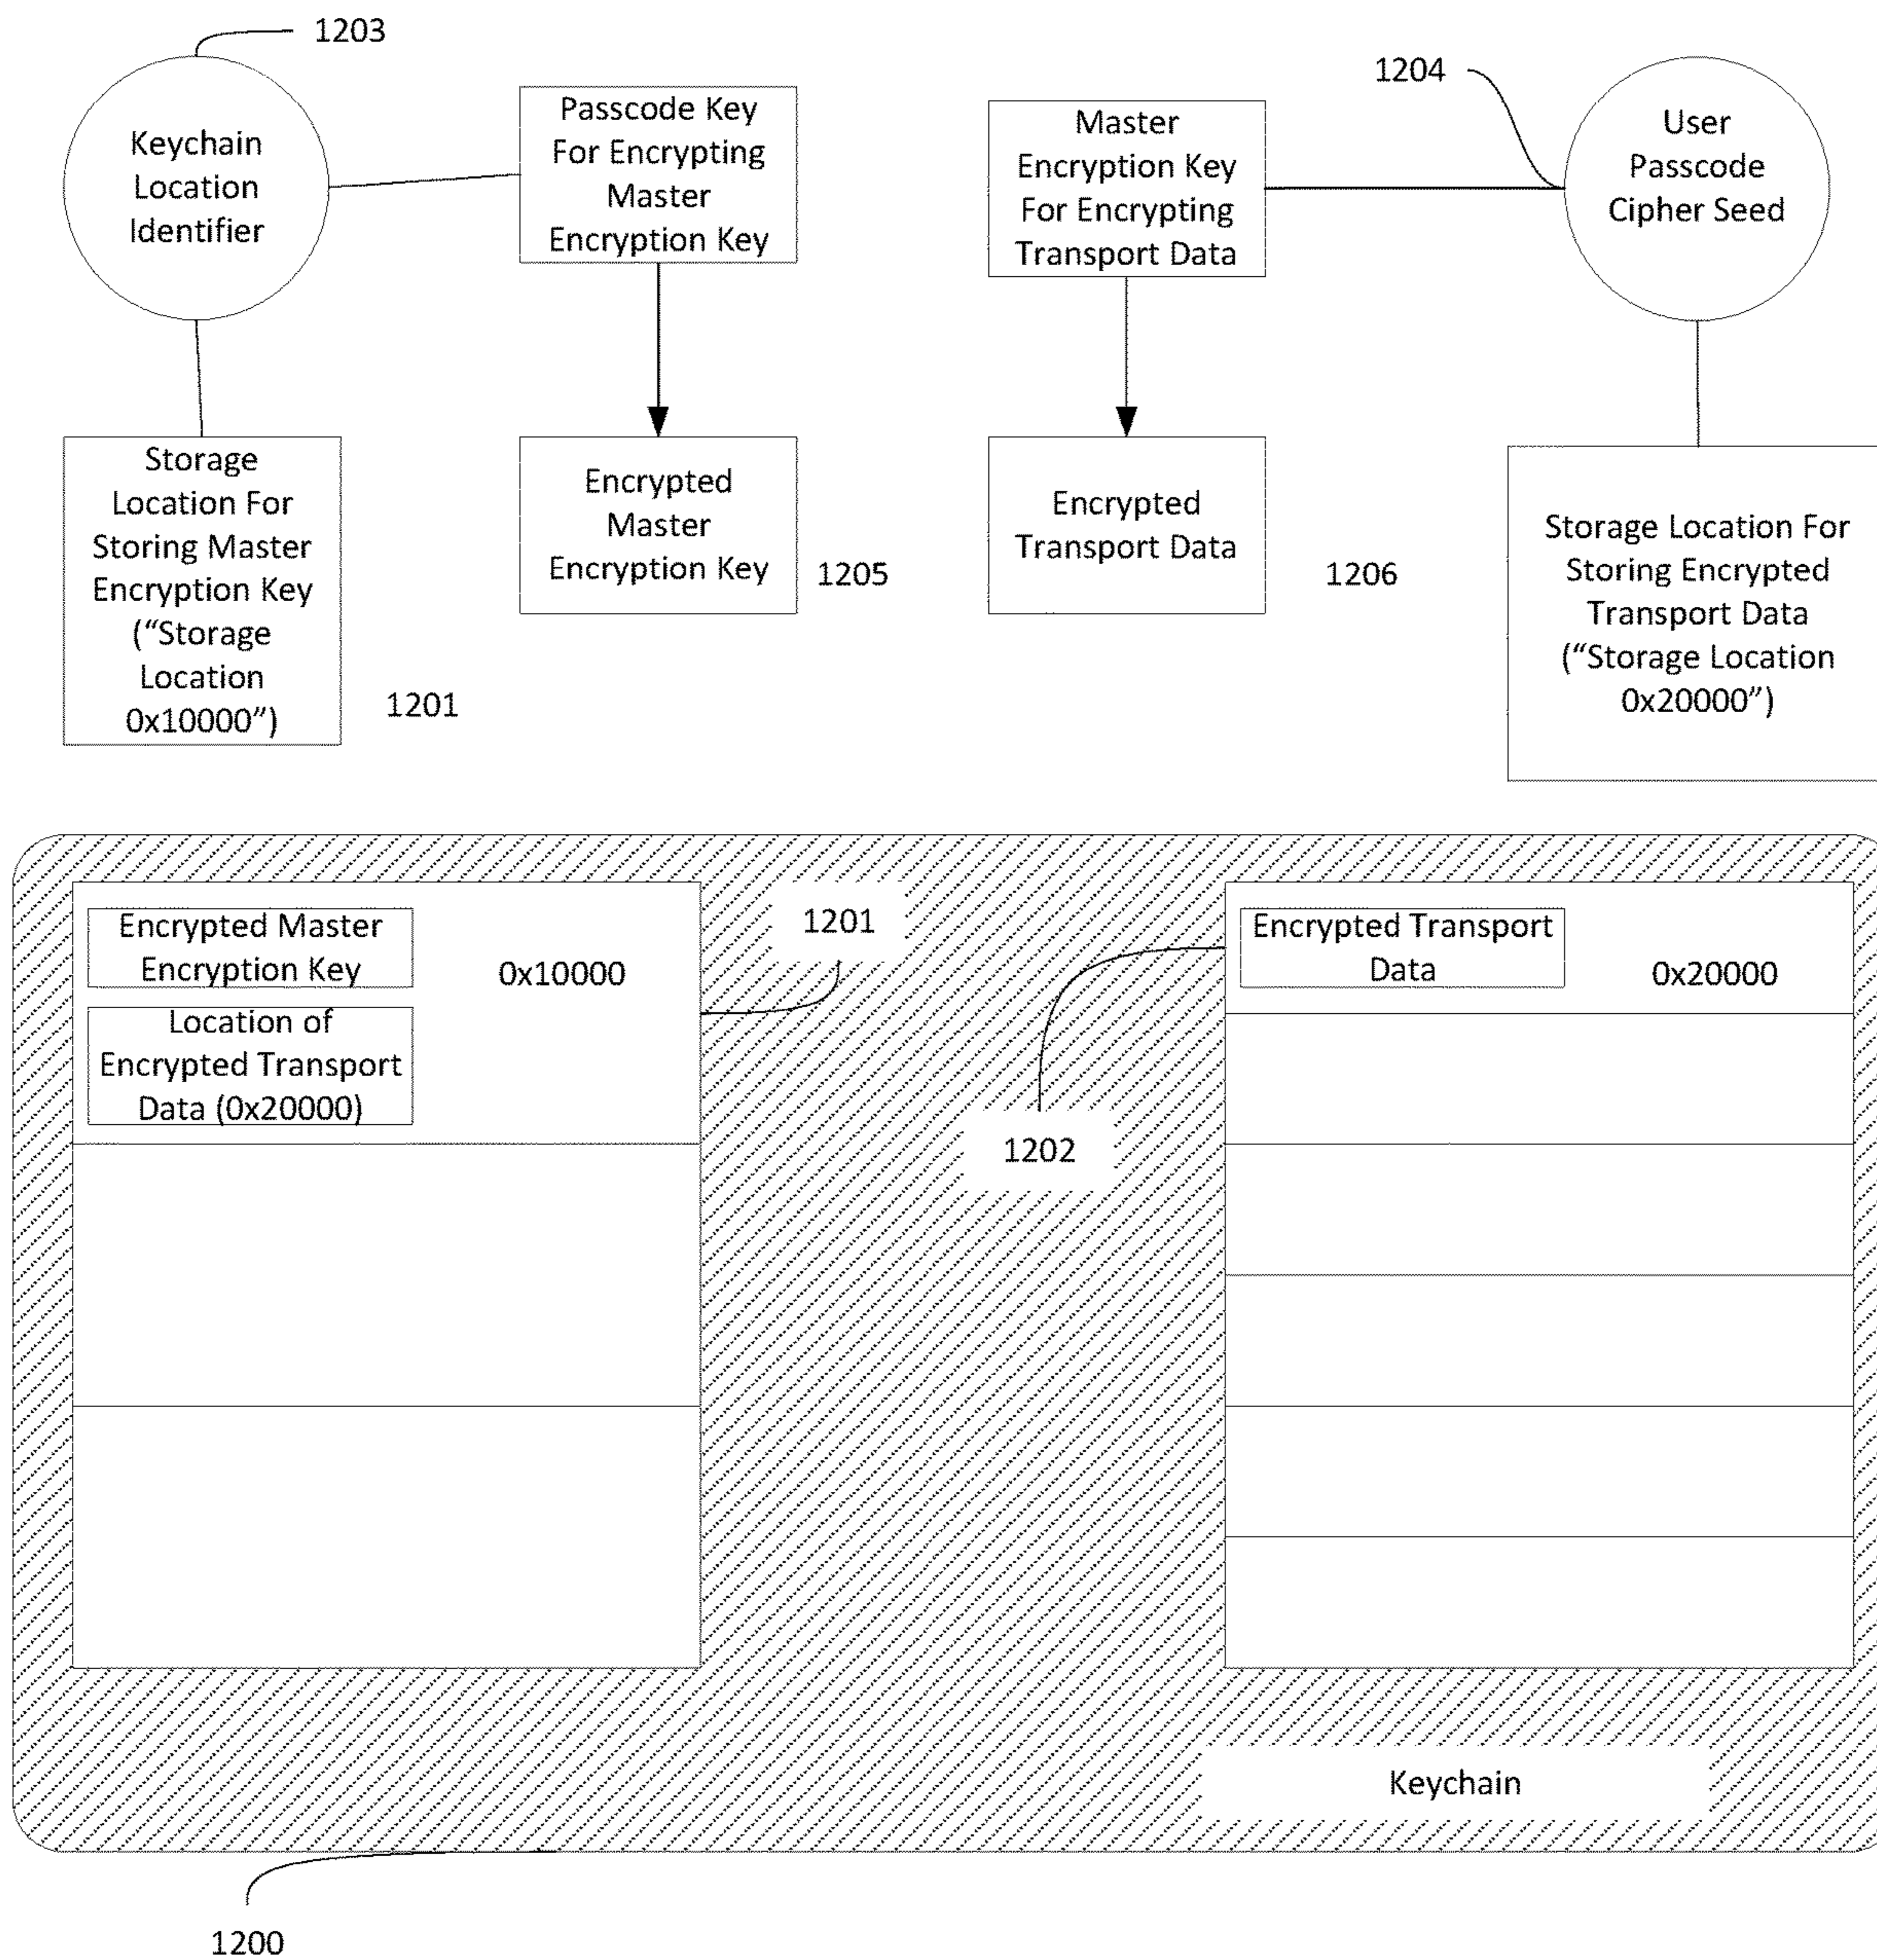 1203
Keychain
Location
Identifier
Passcode Key
For Encrypting
Master
Encryption Key
Master
Encryption Key
For Encrypting
Transport Data
1204
User
Passcode
Cipher Seed
Storage
Location For
Storing Master
Encryption Key
(“Storage
Location
0x10000”)
1201
Encrypted
Master
Encryption Key
1205
Encrypted
Transport Data
1206
Storage Location For
Storing Encrypted
Transport Data
(“Storage Location
0x20000”)
Encrypted Master
Encryption Key
0x10000
Location of
Encrypted Transport
Data (0x20000)
1201
1202
Encrypted Transport
Data
0x20000
Keychain
1200